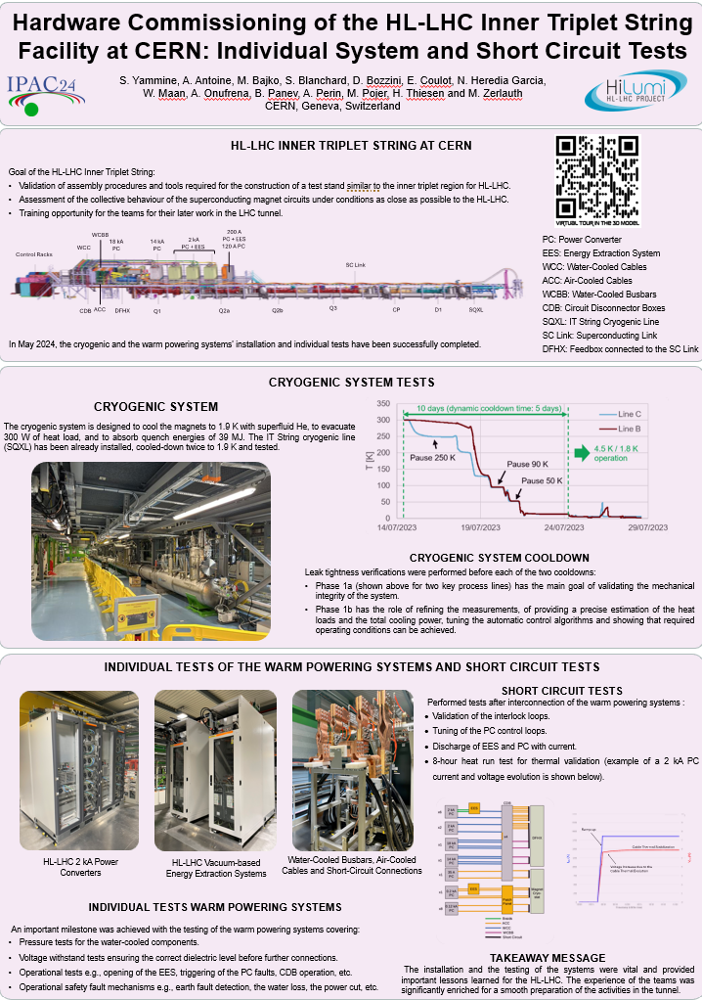 Hardware Commissioning of the HL-LHC Inner Triplet String
Facility at CERN: Individual System and Short Circuit Tests
IPAC24
S. Yammine, A. Antoine, M. Bajko, S. Blanchard, D. Bozzini, E. Coulot, N. Heredia Garcia,
W. Maan, A. Onufrena, B. Panev, A. Perin, M. Pojer, H. Thiesen and M. Zerlauth
CERN, Geneva, Switzerland
HiLumi
HL-LHC PROJECT
HL-LHC INNER TRIPLET STRING AT CERN
Goal of the HL-LHC Inner Triplet String:
• Validation of assembly procedures and tools required for the construction of a test stand similar to the inner triplet region for HL-LHC.
• Assessment of the collective behaviour of the superconducting magnet circuits under conditions as close as possible to the HL-LHC.
• Training opportunity for the teams for their later work in the LHC tunnel.
VIRTUAL TOUR IN THE 3D MODEL
Control Racks
WCC
WCBB
18 kA
PC
14 kA
PC
2 kA
PC + EES
200 A
PC + EES
120 A PC
SC Link
CDB
ACC
DFHX
Q1
Q2a
Q2b
Q3
CP
D1
SQXL
In May 2024, the cryogenic and the warm powering systems' installation and individual tests have been successfully completed.
PC: Power Converter
EES: Energy Extraction System
WCC: Water-Cooled Cables
ACC: Air-Cooled Cables
WCBB: Water-Cooled Busbars
CDB: Circuit Disconnector Boxes
SQXL: IT String Cryogenic Line
SC Link: Superconducting Link
DFHX: Feedbox connected to the SC Link
CRYOGENIC SYSTEM TESTS
CRYOGENIC SYSTEM
The cryogenic system is designed to cool the magnets to 1.9 K with superfluid He, to evacuate
300 W of heat load, and to absorb quench energies of 39 MJ. The IT String cryogenic line
(SQXL) has been already installed, cooled-down twice to 1.9 K and tested.
T [K]
350
300
250
200
150
100
50
0
10 days (dynamic cooldown time: 5 days)
Line C
Line B
Pause 250 K
Pause 90 K
Pause 50 K
4.5 K / 1.8 K
operation
14/07/2023
19/07/2023
24/07/2023
29/07/2023
CRYOGENIC SYSTEM COOLDOWN
Leak tightness verifications were performed before each of the two cooldowns:
• Phase 1a (shown above for two key process lines) has the main goal of validating the mechanical
integrity of the system.
• Phase 1b has the role of refining the measurements, of providing a precise estimation of the heat
loads and the total cooling power, tuning the automatic control algorithms and showing that required
operating conditions can be achieved.
INDIVIDUAL TESTS OF THE WARM POWERING SYSTEMS AND SHORT CIRCUIT TESTS
HL-LHC 2 kA Power
Converters
HL-LHC Vacuum-based
Energy Extraction Systems
Water-Cooled Busbars, Air-Cooled
Cables and Short-Circuit Connections
INDIVIDUAL TESTS WARM POWERING SYSTEMS
An important milestone was achieved with the testing of the warm powering systems covering:
• Pressure tests for the water-cooled components.
• Voltage withstand tests ensuring the correct dielectric level before further connections.
• Operational tests e.g., opening of the EES, triggering of the PC faults, CDB operation, etc.
• Operational safety fault mechanisms e.g., earth fault detection, the water loss, the power cut, etc.
SHORT CIRCUIT TESTS
Performed tests after interconnection of the warm powering systems :
• Validation of the interlock loops.
• Tuning of the PC control loops.
• Discharge of EES and PC with current.
• 8-hour heat run test for thermal validation (example of a 2 kA PC
current and voltage evolution is shown below).
CDB
EES
DFHX
ACC
WCC
WCBB
Short Circuit
Ramp-up
Cable Thermal Stabilisation
TAKEAWAY MESSAGE
The installation and the testing of the systems were vital and provided
important lessons learned for the HL-LHC. The experience of the teams was
significantly enriched for a smooth preparation of the activities in the tunnel.